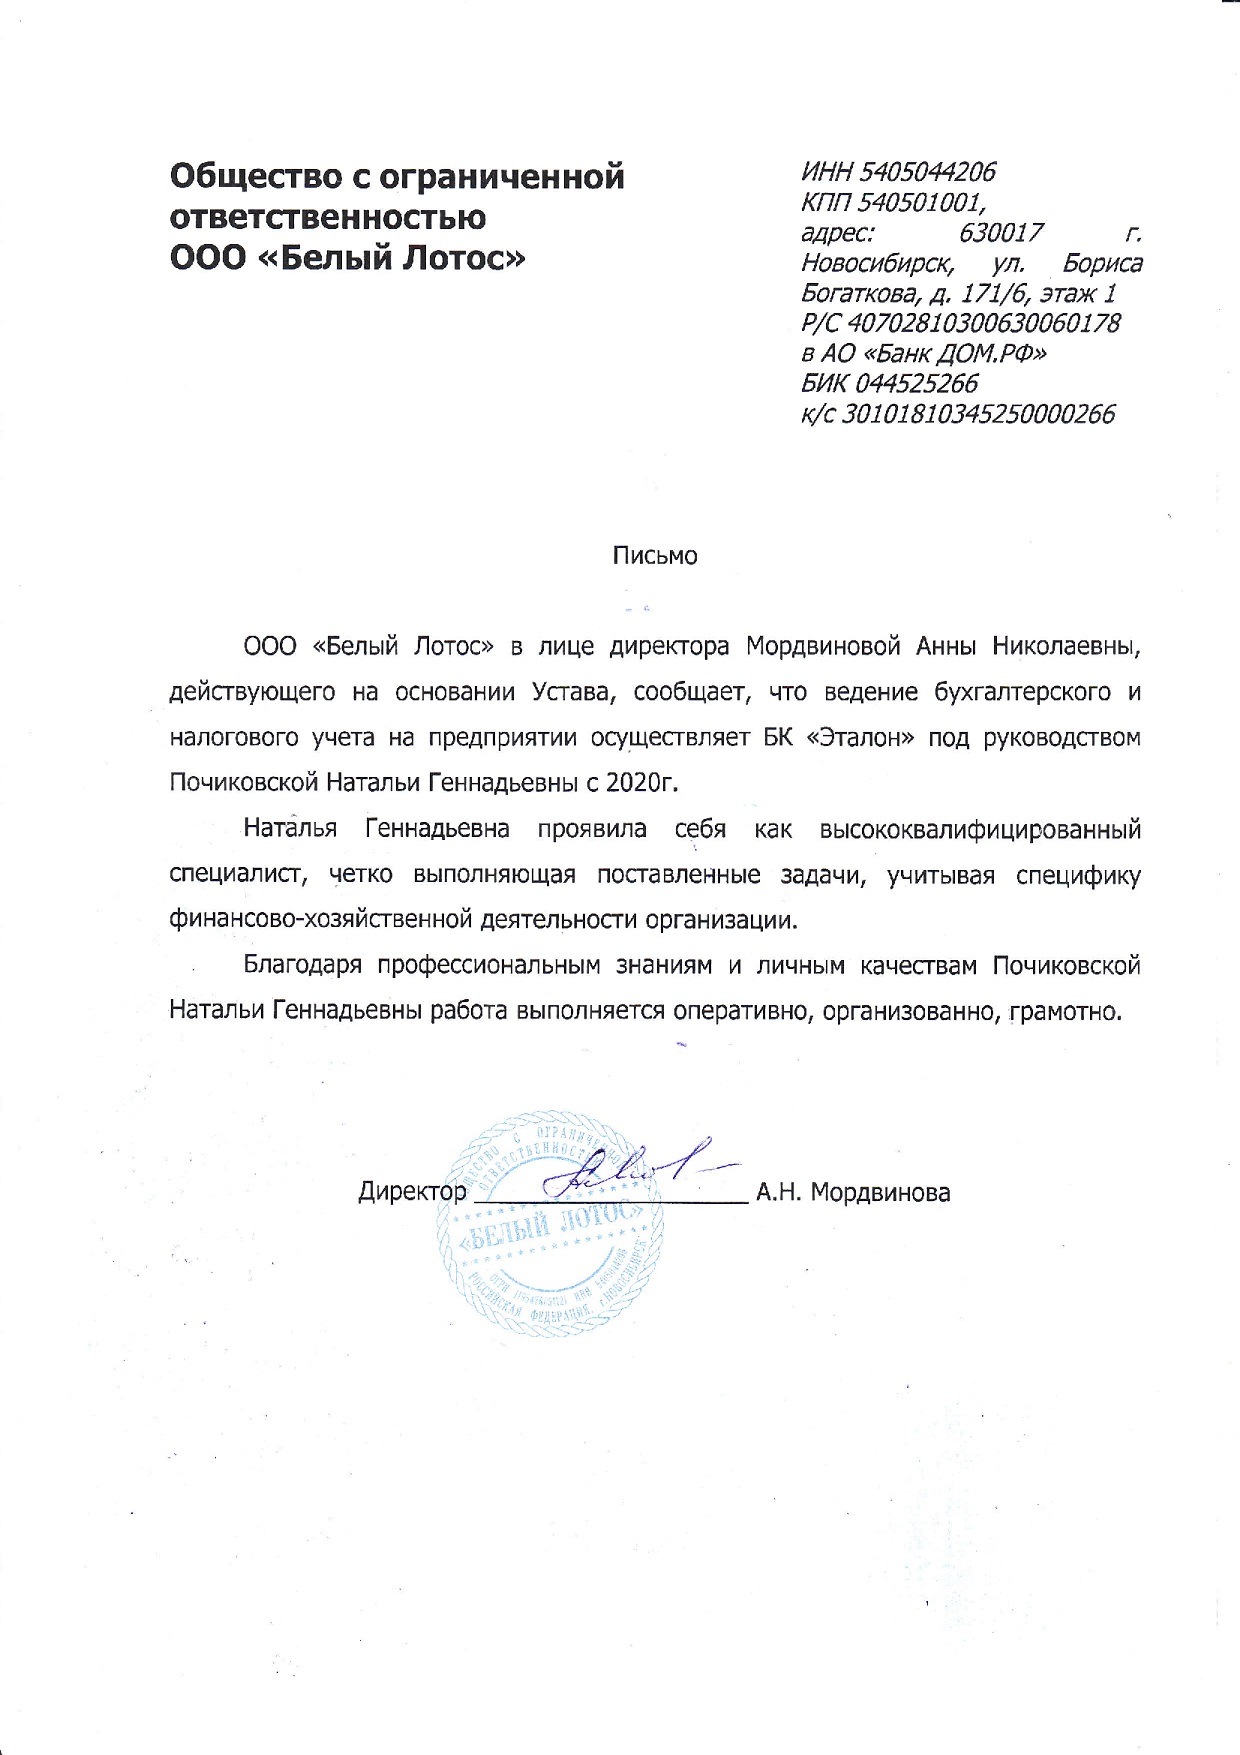 Общество с ограниченной
ответственностью
ООО «Белый Лотос»
ИНН 5405044206
КПП 540501001,
адрес: 630017 г.
Новосибирск, ул. Бориса
Богаткова, д. 171/6, этаж 1
Р/С 40702810300630060178
в АО «Банк ДОМ.РФ»
БИК 044525266
к/с 30101810345250000266
Письмо
ООО «Белый Лотос» в лице директора Мордвиновой Анны Николаевны,
действующего на основании Устава, сообщает, что ведение бухгалтерского и
налогового учета на предприятии осуществляет БК «Эталон» под руководством
Почиковской Натальи Геннадьевны с 2020г.
Наталья Геннадьевна проявила себя как высококвалифицированный
специалист, четко выполняющая поставленные задачи, учитывая специфику
финансово-хозяйственной деятельности организации.
Благодаря профессиональным знаниям и личным качествам Почиковской
Натальи Геннадьевны работа выполняется оперативно, организованно, грамотно.
Директор ____________________ А.Н. Мордвинова
ОБЩЕСТВО С ОГРАНИЧЕННОЙ
ОТВЕТСТВЕННОСТЬЮ
«БЕЛЫЙ ЛОТОС»
ОГРН ИНН
РОССИЙСКАЯ ФЕДЕРАЦИЯ, г.НОВОСИБИРСК